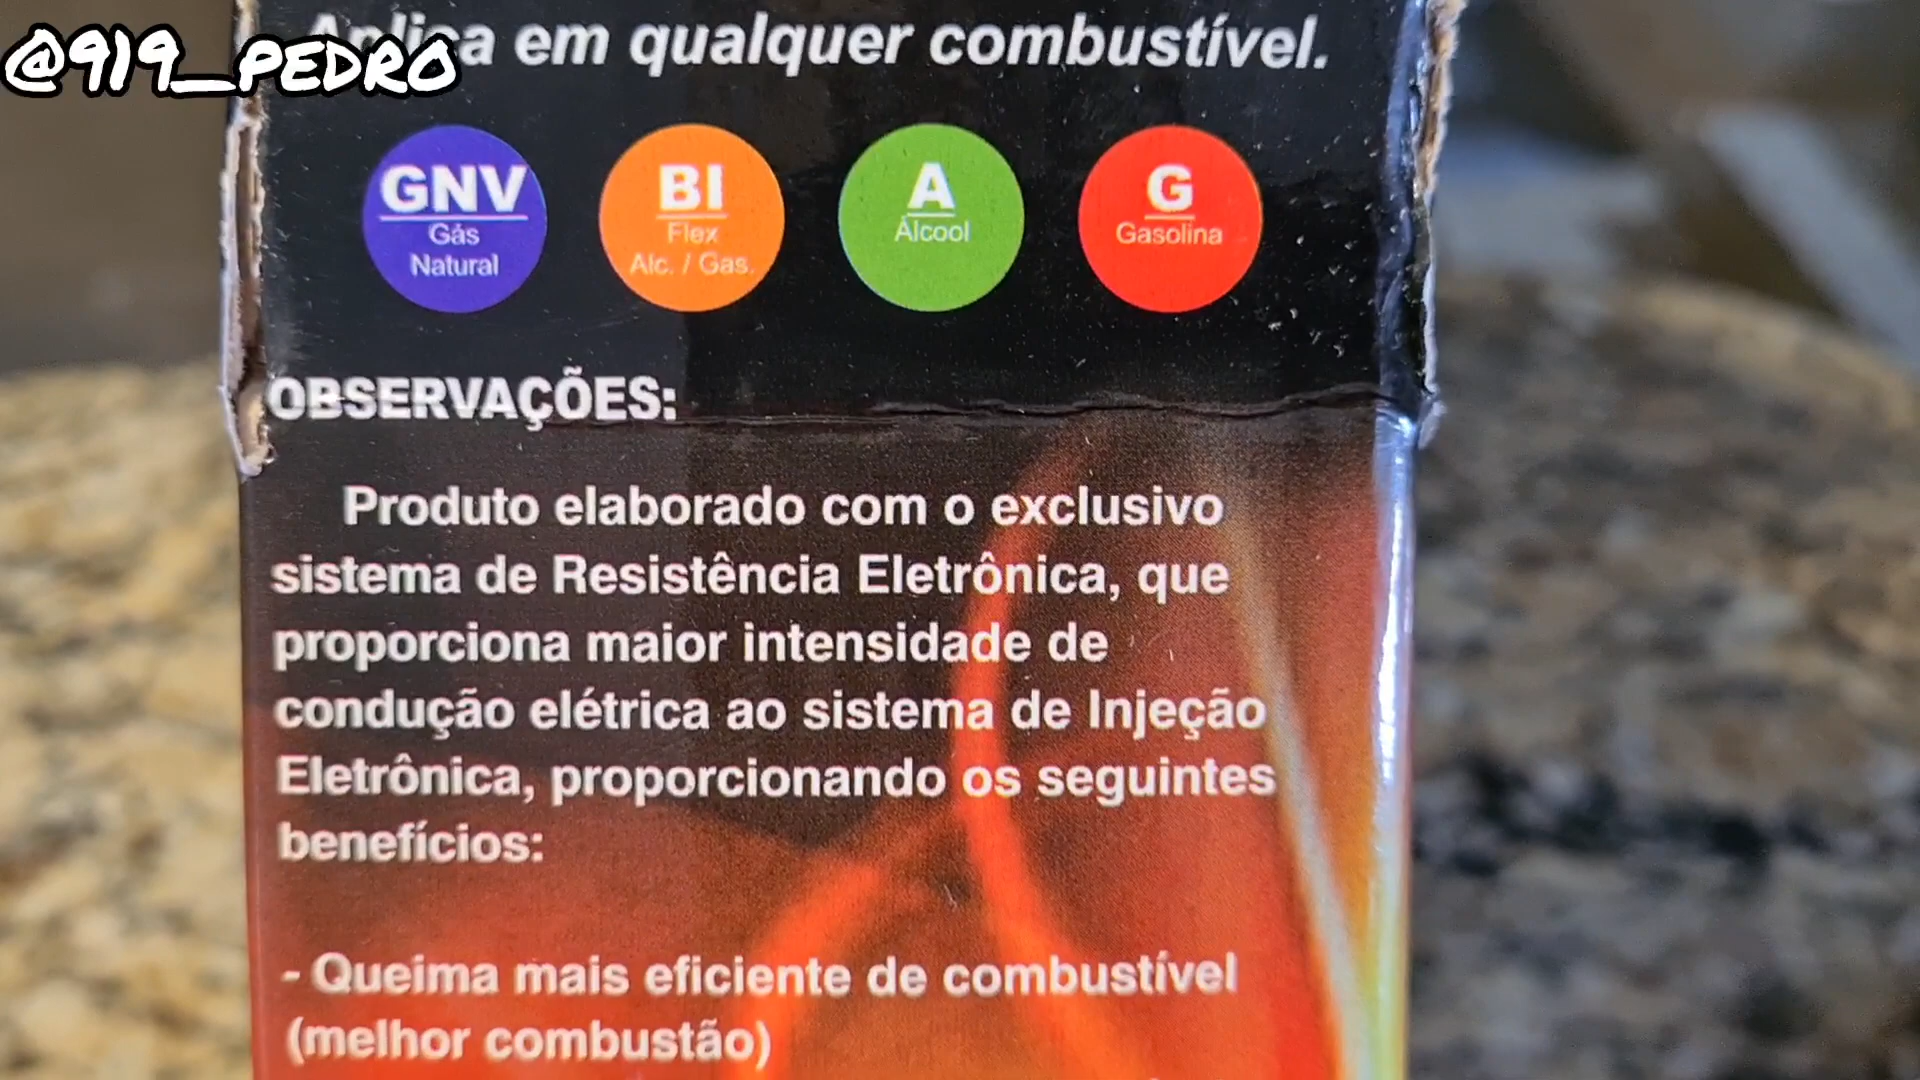 Aplica em qualquer combustível.
@919_PEDRO
GNV
Gás
Natural
BI
Flex
Alc. / Gas.
A
Álcool
G
Gasolina
OBSERVAÇÕES:
Produto elaborado com o exclusivo
sistema de Resistência Eletrônica, que
proporciona maior intensidade de
condução elétrica ao sistema de Injeção
Eletrônica, proporcionando os seguintes
benefícios:
- Queima mais eficiente de combustível
(melhor combustão)